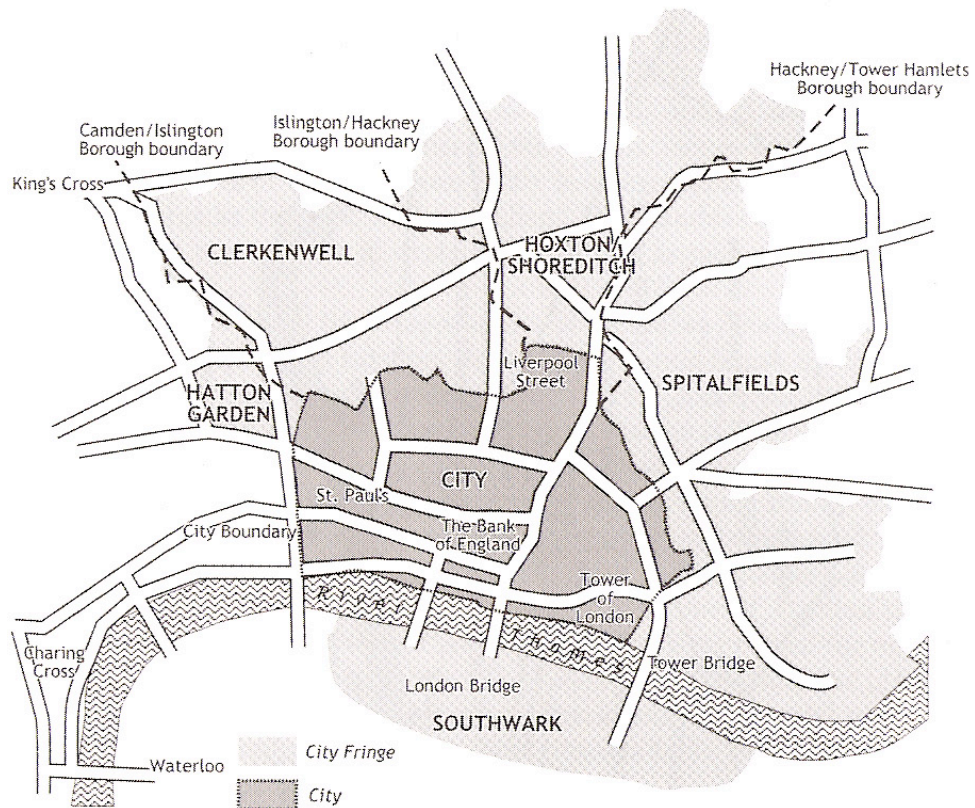 Hackney/Tower Hamlets
Borough boundary
Islington/Hackney
Borough boundary
Camden/Islington
Borough boundary
King's Cross
CLERKENWELL
HOXTON
SHOREDITCH
Liverpool
Street
SPITALFIELDS
HATTON
GARDEN
CITY
St. Paul's
City Boundary
The Bank
of England
Tower
of
London
River
Thames
Charing
Cross
Tower Bridge
London Bridge
SOUTHWARK
City Fringe
Waterloo
City